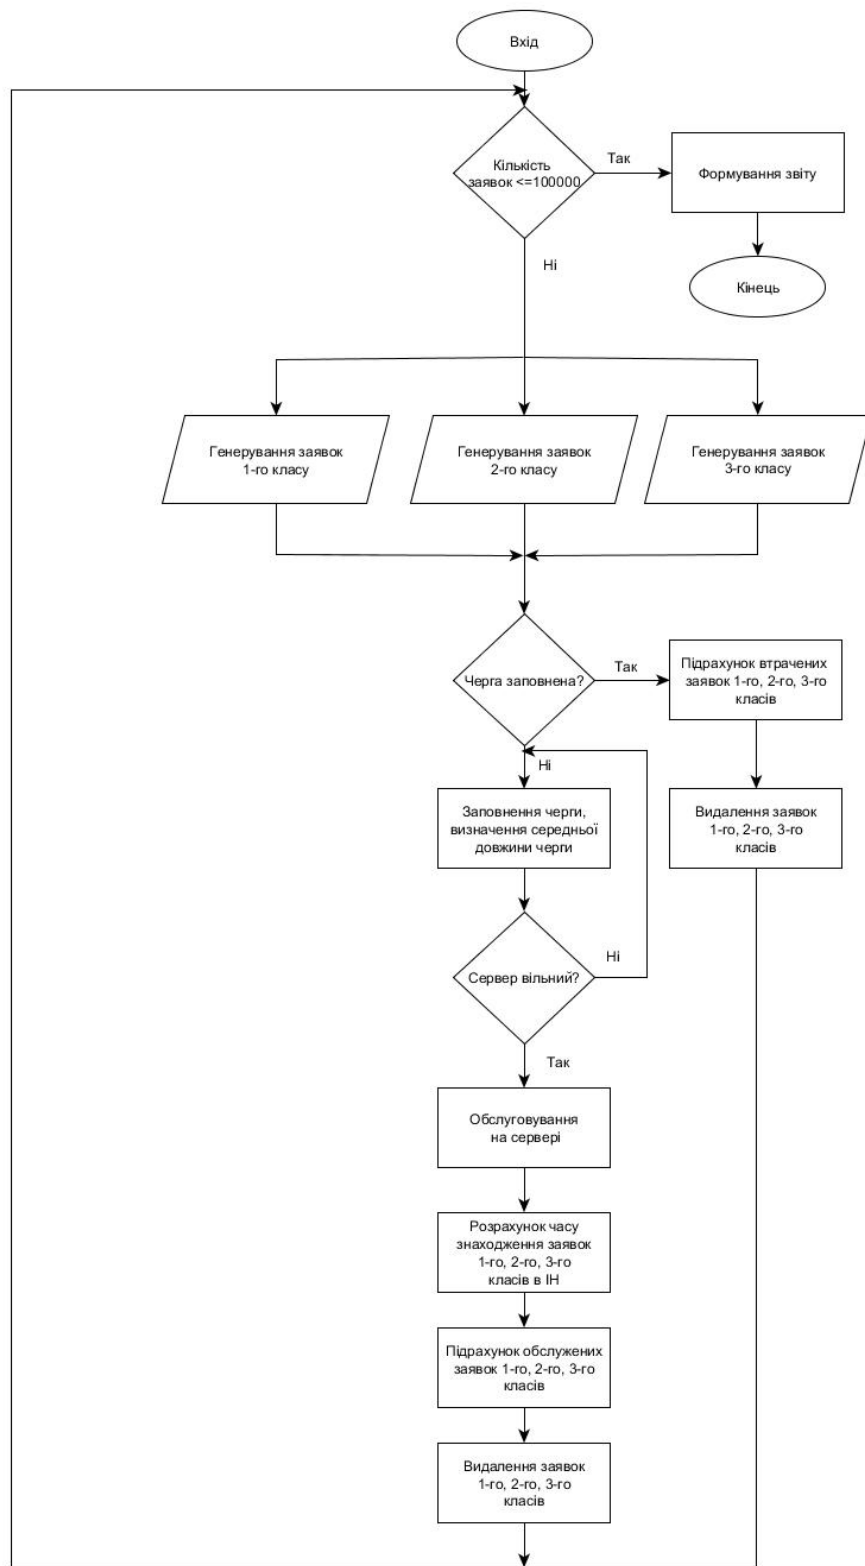 Вхід
Кількість
заявок <=100000
Так
Формування звіту
Ні
Кінець
Генерування заявок
1-го класу
Генерування заявок
2-го класу
Генерування заявок
3-го класу
Черга заповнена?
Так
Підрахунок втрачених
заявок 1-го, 2-го, 3-го
класів
Ні
Заповнення черги,
визначення середньої
довжини черги
Видалення заявок
1-го, 2-го, 3-го
класів
Сервер вільний?
Ні
Так
Обслуговування
на сервері
Розрахунок часу
знаходження заявок
1-го, 2-го, 3-го
класів в ІН
Підрахунок обслужених
заявок 1-го, 2-го, 3-го
класів
Видалення заявок
1-го, 2-го, 3-го
класів